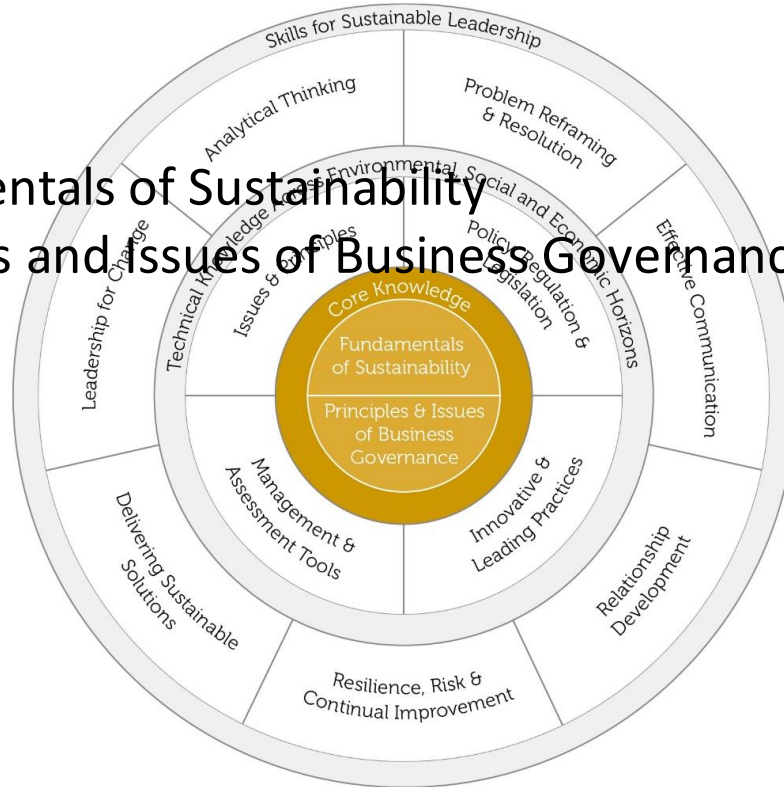 Skills for Sustainable Leadership
Analytical Thinking
Problem Reframing
& Resolution
entals of Sustainability
s and Issues of Business Governanc
Technical Knowledge Across Environmental, Social and Economic Horizons
Leadership for Change
Issues & Principles
Policy, Regulation &
Legislation
Effective Communication
Core Knowledge
Fundamentals
of Sustainability
Principles & Issues
of Business
Governance
Management &
Assessment Tools
Innovative &
Leading Practices
Delivering Sustainable
Solutions
Relationship
Development
Resilience, Risk &
Continual Improvement